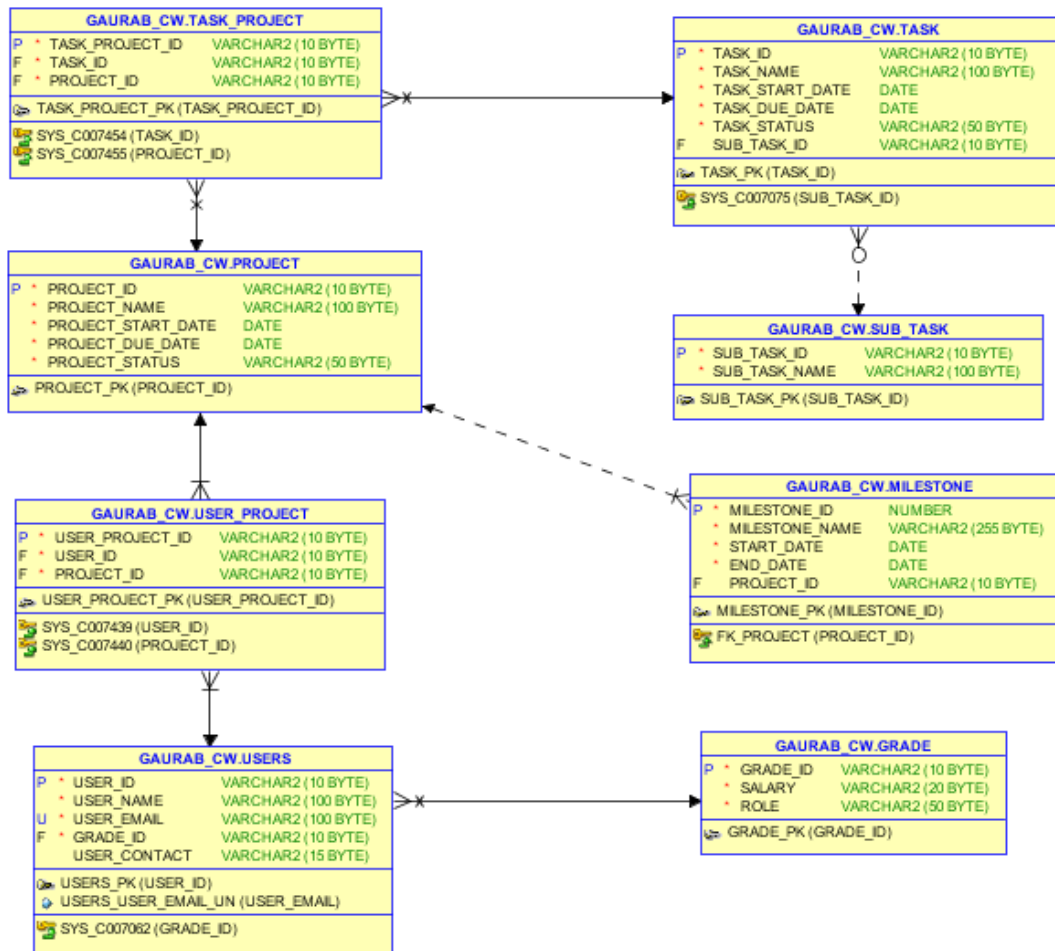 GAURAB_CW.TASK_PROJECT
P * TASK_PROJECT_ID VARCHAR2 (10 BYTE)
F * TASK_ID VARCHAR2 (10 BYTE)
F * PROJECT_ID VARCHAR2 (10 BYTE)
TASK_PROJECT_PK (TASK_PROJECT_ID)
SYS_C007454 (TASK_ID)
SYS_C007455 (PROJECT_ID)
GAURAB_CW.TASK
P * TASK_ID VARCHAR2 (10 BYTE)
* TASK_NAME VARCHAR2 (100 BYTE)
* TASK_START_DATE DATE
* TASK_DUE_DATE DATE
* TASK_STATUS VARCHAR2 (50 BYTE)
F SUB_TASK_ID VARCHAR2 (10 BYTE)
TASK_PK (TASK_ID)
SYS_C007075 (SUB_TASK_ID)
GAURAB_CW.PROJECT
P * PROJECT_ID VARCHAR2 (10 BYTE)
* PROJECT_NAME VARCHAR2 (100 BYTE)
* PROJECT_START_DATE DATE
* PROJECT_DUE_DATE DATE
* PROJECT_STATUS VARCHAR2 (50 BYTE)
PROJECT_PK (PROJECT_ID)
GAURAB_CW.SUB_TASK
P * SUB_TASK_ID VARCHAR2 (10 BYTE)
* SUB_TASK_NAME VARCHAR2 (100 BYTE)
SUB_TASK_PK (SUB_TASK_ID)
GAURAB_CW.USER_PROJECT
P * USER_PROJECT_ID VARCHAR2 (10 BYTE)
F * USER_ID VARCHAR2 (10 BYTE)
F * PROJECT_ID VARCHAR2 (10 BYTE)
USER_PROJECT_PK (USER_PROJECT_ID)
SYS_C007439 (USER_ID)
SYS_C007440 (PROJECT_ID)
GAURAB_CW.MILESTONE
P * MILESTONE_ID NUMBER
* MILESTONE_NAME VARCHAR2 (255 BYTE)
* START_DATE DATE
* END_DATE DATE
F PROJECT_ID VARCHAR2 (10 BYTE)
MILESTONE_PK (MILESTONE_ID)
FK_PROJECT (PROJECT_ID)
GAURAB_CW.USERS
P * USER_ID VARCHAR2 (10 BYTE)
* USER_NAME VARCHAR2 (100 BYTE)
U * USER_EMAIL VARCHAR2 (100 BYTE)
F * GRADE_ID VARCHAR2 (10 BYTE)
USER_CONTACT VARCHAR2 (15 BYTE)
USERS_PK (USER_ID)
USERS_USER_EMAIL_UN (USER_EMAIL)
SYS_C007062 (GRADE_ID)
GAURAB_CW.GRADE
P * GRADE_ID VARCHAR2 (10 BYTE)
* SALARY VARCHAR2 (20 BYTE)
* ROLE VARCHAR2 (50 BYTE)
GRADE_PK (GRADE_ID)